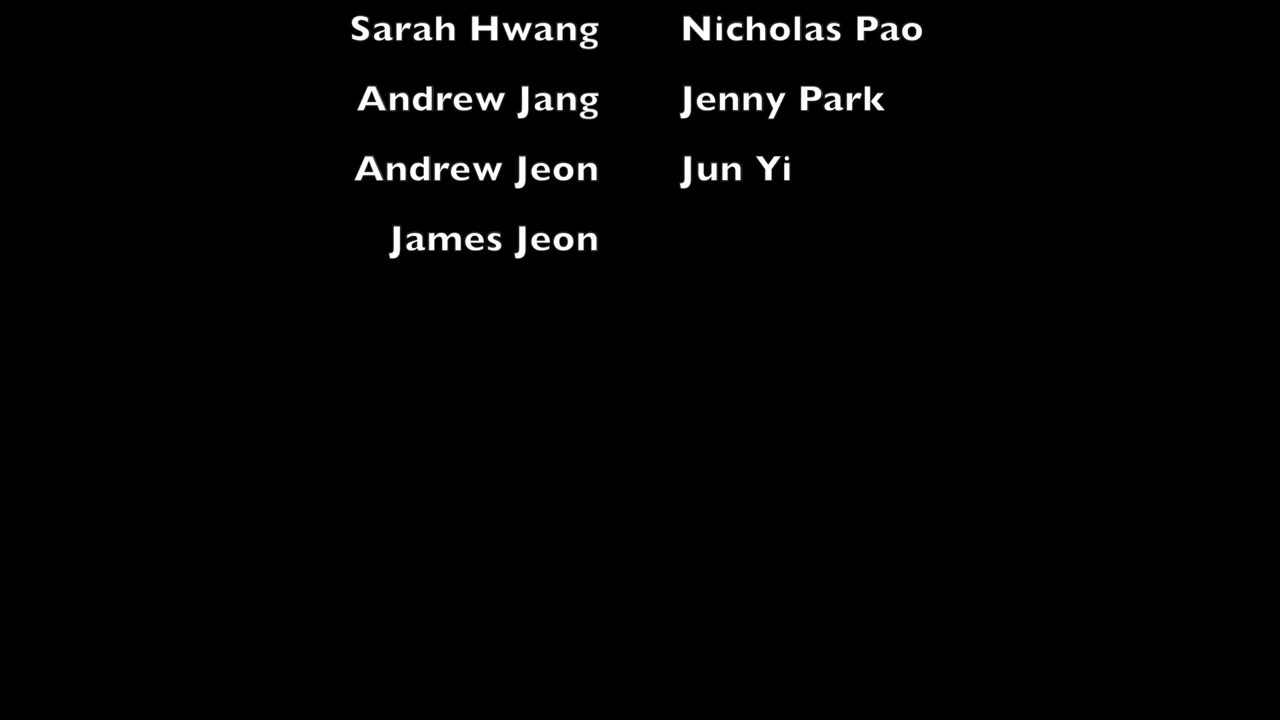 Sarah Hwang Nicholas Pao
Andrew Jang Jenny Park
Andrew Jeon Jun Yi
James Jeon